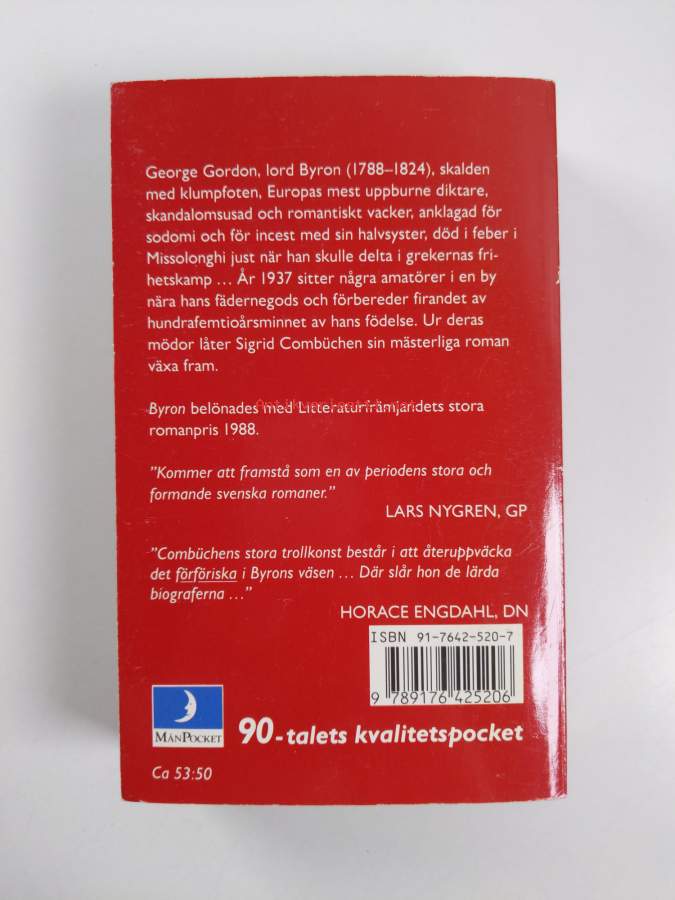 George Gordon, lord Byron (1788–1824), skalden
med klumpfoten, Europas mest uppburne diktare,
skandalomsusad och romantiskt vacker, anklagad för
sodomi och för incest med sin halvsyster, död i feber i
Missolonghi just när han skulle delta i grekernas fri-
hetskamp ... År 1937 sitter några amatörer i en by
nära hans fädernegods och förbereder firandet av
hundrafemtioårsminnet av hans födelse. Ur deras
mödor låter Sigrid Combüchen sin mästerliga roman
växa fram.
Byron belönades med Litteraturfrämjandets stora
romanpris 1988.
”Kommer att framstå som en av periodens stora och
formande svenska romaner.”
LARS NYGREN, GP
”Combüchens stora trollkonst består i att återuppväcka
det förföriska i Byrons väsen ... Där slår hon de lärda
biograferna ...”
HORACE ENGDAHL, DN
ISBN 91-7642-520-7
9 789176 425206
MÅNPOCKET
90-talets kvalitetspocket
Ca 53:50